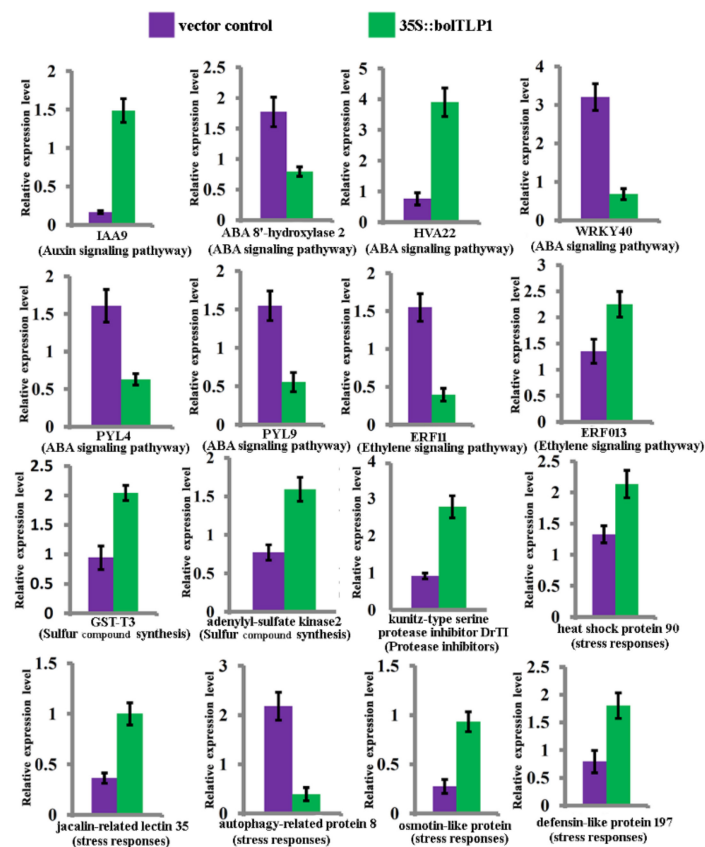 vector control
35S::bolTLP1
Relative expression level
2
1.5
1
0.5
0
IAA9
(Auxin signaling pathway)
Relative expression level
2.5
2
1.5
1
0.5
0
ABA 8'-hydroxylase 2
(ABA signaling pathway)
Relative expression level
5
4
3
2
1
0
HVA22
(ABA signaling pathway)
Relative expression level
4
3
2
1
0
WRKY40
(ABA signaling pathway)
Relative expression level
2
1.5
1
0.5
0
PYL4
(ABA signaling pathway)
Relative expression level
2
1.5
1
0.5
0
PYL9
(ABA signaling pathway)
Relative expression level
2
1.5
1
0.5
0
ERF11
(Ethylene signaling pathway)
Relative expression level
3
2.5
2
1.5
1
0.5
0
ERF013
(Ethylene signaling pathway)
Relative expression level
2.5
2
1.5
1
0.5
0
GST-T3
(Sulfur compound synthesis)
Relative expression level
2
1.5
1
0.5
0
adenylyl-sulfate kinase2
(Sulfur compound synthesis)
Relative expression level
4
3
2
1
0
kunitz-type serine
protease inhibitor DrTI
(Protease inhibitors)
Relative expression level
2.5
2
1.5
1
0.5
0
heat shock protein 90
(stress responses)
Relative expression level
1.5
1
0.5
0
jacalin-related lectin 35
(stress responses)
Relative expression level
3
2
1
0
autophagy-related protein 8
(stress responses)
Relative expression level
1.5
1
0.5
0
osmotin-like protein
(stress responses)
Relative expression level
2.5
2
1.5
1
0.5
0
defensin-like protein 197
(stress responses)